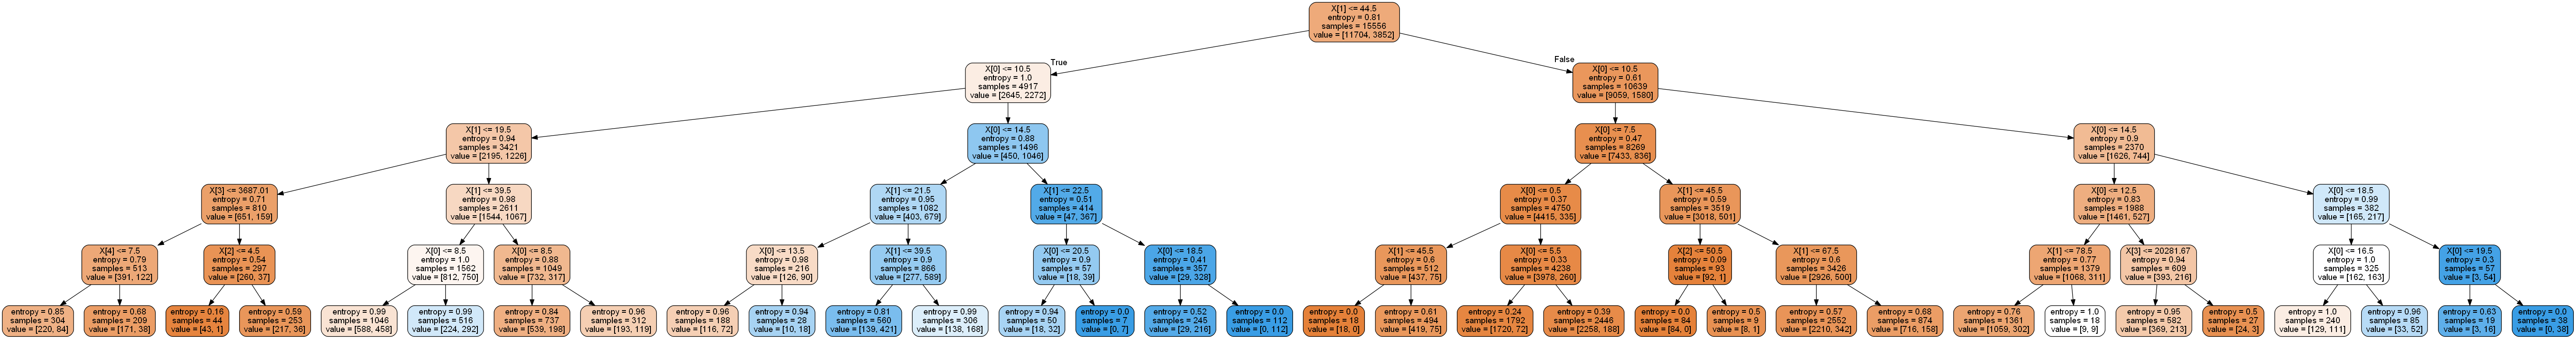 X[1] <= 44.5
entropy = 0.81
samples = 15556
value = [11704, 3852]
True
False
X[0] <= 10.5
entropy = 1.0
samples = 4917
value = [2645, 2272]
X[0] <= 10.5
entropy = 0.61
samples = 10639
value = [9059, 1580]
X[1] <= 19.5
entropy = 0.94
samples = 3421
value = [2195, 1226]
X[0] <= 14.5
entropy = 0.88
samples = 1496
value = [450, 1046]
X[0] <= 7.5
entropy = 0.47
samples = 8269
value = [7433, 836]
X[0] <= 14.5
entropy = 0.9
samples = 2370
value = [1626, 744]
X[3] <= 3687.01
entropy = 0.71
samples = 810
value = [651, 159]
X[1] <= 39.5
entropy = 0.98
samples = 2611
value = [1544, 1067]
X[1] <= 21.5
entropy = 0.95
samples = 1082
value = [403, 679]
X[1] <= 22.5
entropy = 0.51
samples = 414
value = [47, 367]
X[0] <= 0.5
entropy = 0.37
samples = 4750
value = [4415, 335]
X[1] <= 45.5
entropy = 0.59
samples = 3519
value = [3018, 501]
X[0] <= 12.5
entropy = 0.83
samples = 1988
value = [1461, 527]
X[0] <= 18.5
entropy = 0.99
samples = 382
value = [165, 217]
X[4] <= 7.5
entropy = 0.79
samples = 513
value = [391, 122]
X[2] <= 4.5
entropy = 0.54
samples = 297
value = [260, 37]
X[0] <= 8.5
entropy = 1.0
samples = 1562
value = [812, 750]
X[0] <= 8.5
entropy = 0.88
samples = 1049
value = [732, 317]
X[0] <= 13.5
entropy = 0.98
samples = 216
value = [126, 90]
X[1] <= 39.5
entropy = 0.9
samples = 866
value = [277, 589]
X[0] <= 20.5
entropy = 0.9
samples = 57
value = [18, 39]
X[0] <= 18.5
entropy = 0.41
samples = 357
value = [29, 328]
X[1] <= 45.5
entropy = 0.6
samples = 512
value = [437, 75]
X[0] <= 5.5
entropy = 0.33
samples = 4238
value = [3978, 260]
X[2] <= 50.5
entropy = 0.09
samples = 93
value = [92, 1]
X[1] <= 67.5
entropy = 0.6
samples = 3426
value = [2926, 500]
X[1] <= 78.5
entropy = 0.77
samples = 1379
value = [1068, 311]
X[3] <= 20281.67
entropy = 0.94
samples = 609
value = [393, 216]
X[0] <= 16.5
entropy = 1.0
samples = 325
value = [162, 163]
X[0] <= 19.5
entropy = 0.3
samples = 57
value = [3, 54]
entropy = 0.85
samples = 304
value = [220, 84]
entropy = 0.68
samples = 209
value = [171, 38]
entropy = 0.16
samples = 44
value = [43, 1]
entropy = 0.59
samples = 253
value = [217, 36]
entropy = 0.99
samples = 1046
value = [588, 458]
entropy = 0.99
samples = 516
value = [224, 292]
entropy = 0.84
samples = 737
value = [539, 198]
entropy = 0.96
samples = 312
value = [193, 119]
entropy = 0.96
samples = 188
value = [116, 72]
entropy = 0.94
samples = 28
value = [10, 18]
entropy = 0.81
samples = 560
value = [139, 421]
entropy = 0.99
samples = 306
value = [138, 168]
entropy = 0.94
samples = 50
value = [18, 32]
entropy = 0.0
samples = 7
value = [0, 7]
entropy = 0.52
samples = 245
value = [29, 216]
entropy = 0.0
samples = 112
value = [0, 112]
entropy = 0.0
samples = 18
value = [18, 0]
entropy = 0.61
samples = 494
value = [419, 75]
entropy = 0.24
samples = 1792
value = [1720, 72]
entropy = 0.39
samples = 2446
value = [2258, 188]
entropy = 0.0
samples = 84
value = [84, 0]
entropy = 0.5
samples = 9
value = [8, 1]
entropy = 0.57
samples = 2552
value = [2210, 342]
entropy = 0.68
samples = 874
value = [716, 158]
entropy = 0.76
samples = 1361
value = [1059, 302]
entropy = 1.0
samples = 18
value = [9, 9]
entropy = 0.95
samples = 582
value = [369, 213]
entropy = 0.5
samples = 27
value = [24, 3]
entropy = 1.0
samples = 240
value = [129, 111]
entropy = 0.96
samples = 85
value = [33, 52]
entropy = 0.63
samples = 19
value = [3, 16]
entropy = 0.0
samples = 38
value = [0, 38]